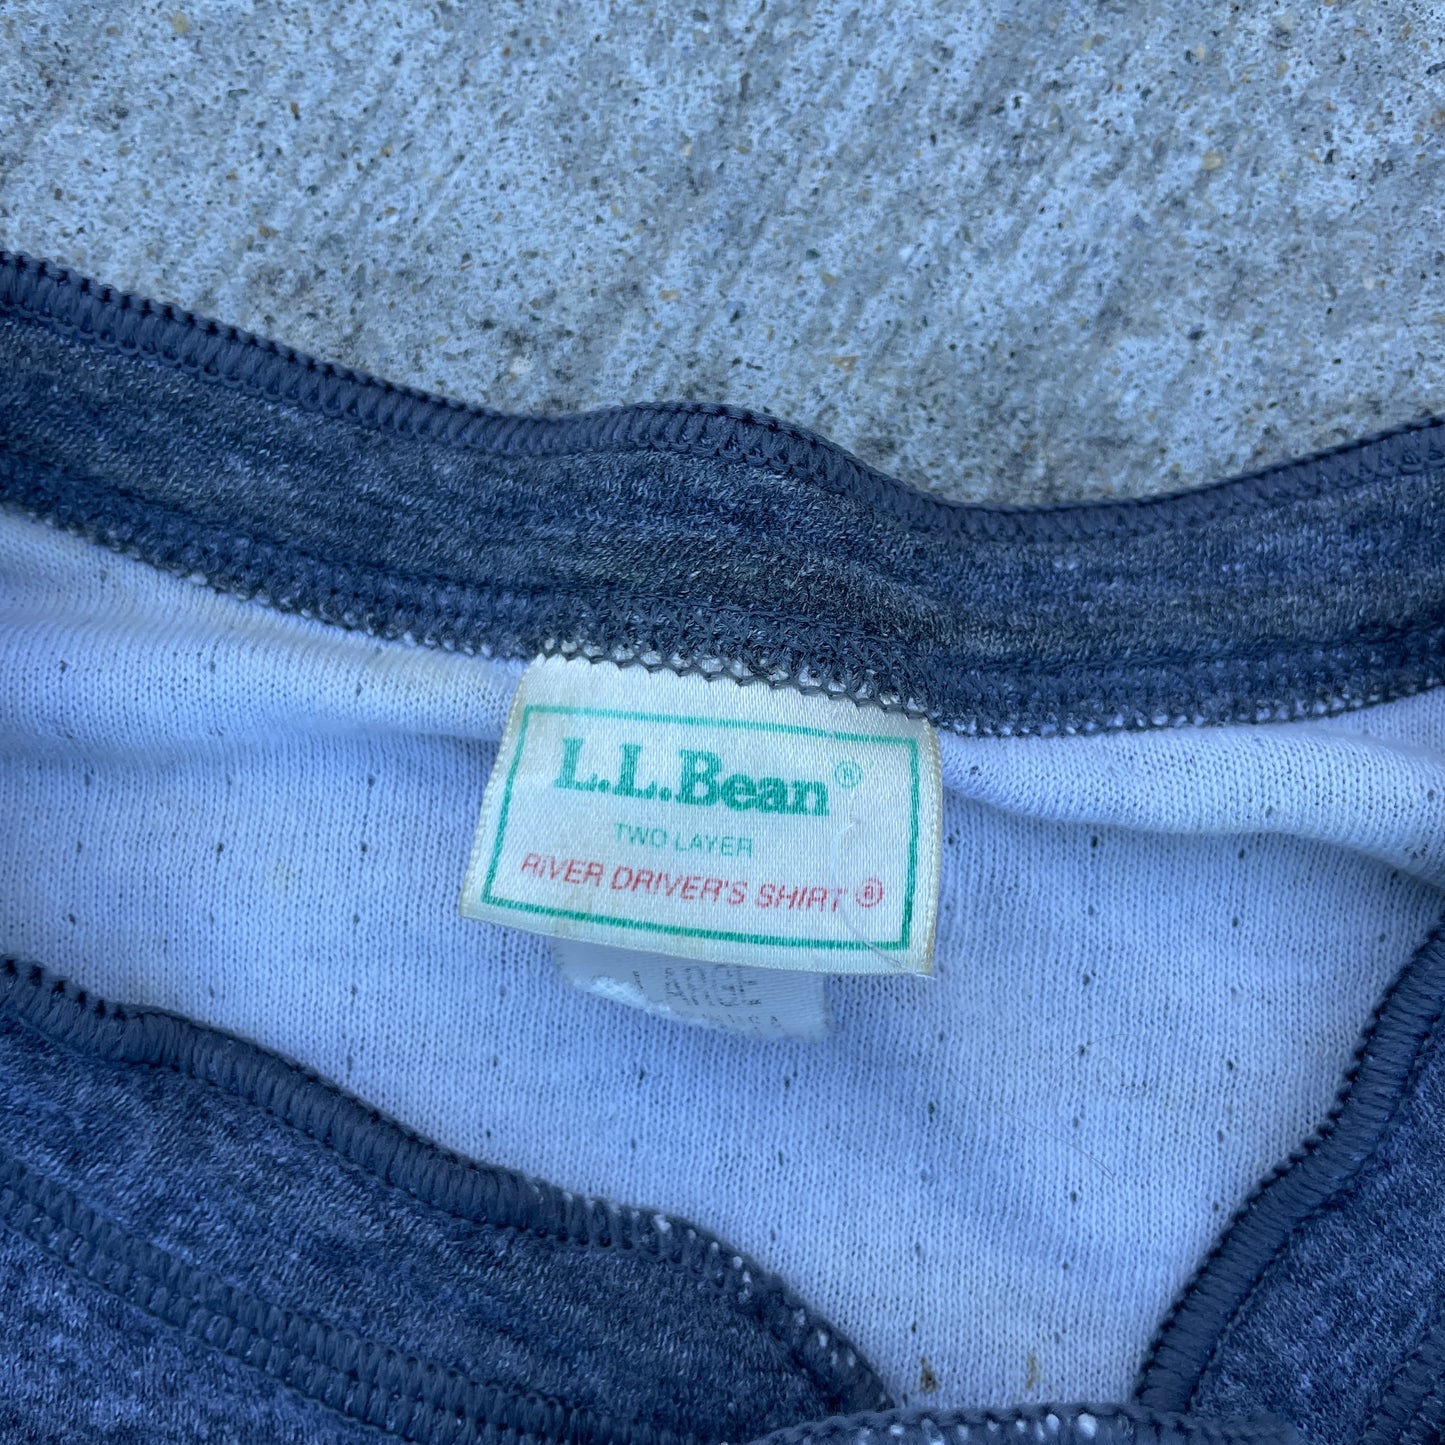 L.L.Bean®
TWO LAYER
RIVER DRIVER'S SHIRT®